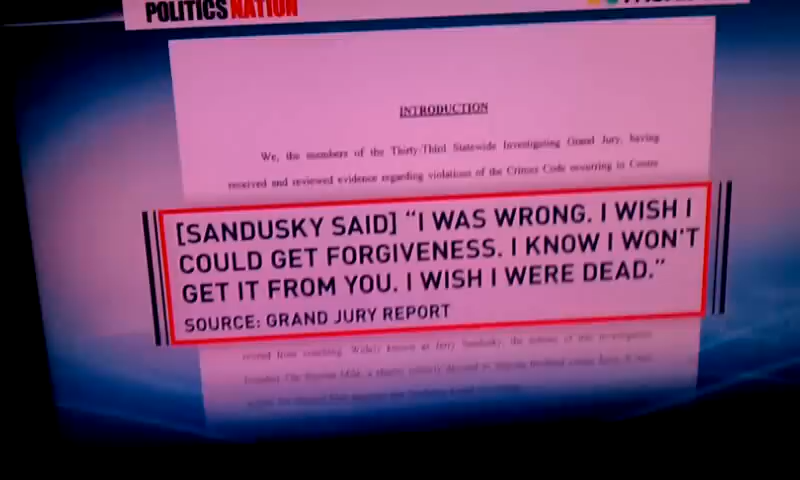 POLITICS NATION
INTRODUCTION
We, the members of the Thirty-Third Statewide Investigating Grand Jury, having
received and reviewed evidence regarding violations of the Crimes Code occurring in Centre
[SANDUSKY SAID] “I WAS WRONG. I WISH I
COULD GET FORGIVENESS. I KNOW I WON'T
GET IT FROM YOU. I WISH I WERE DEAD.”
SOURCE: GRAND JURY REPORT